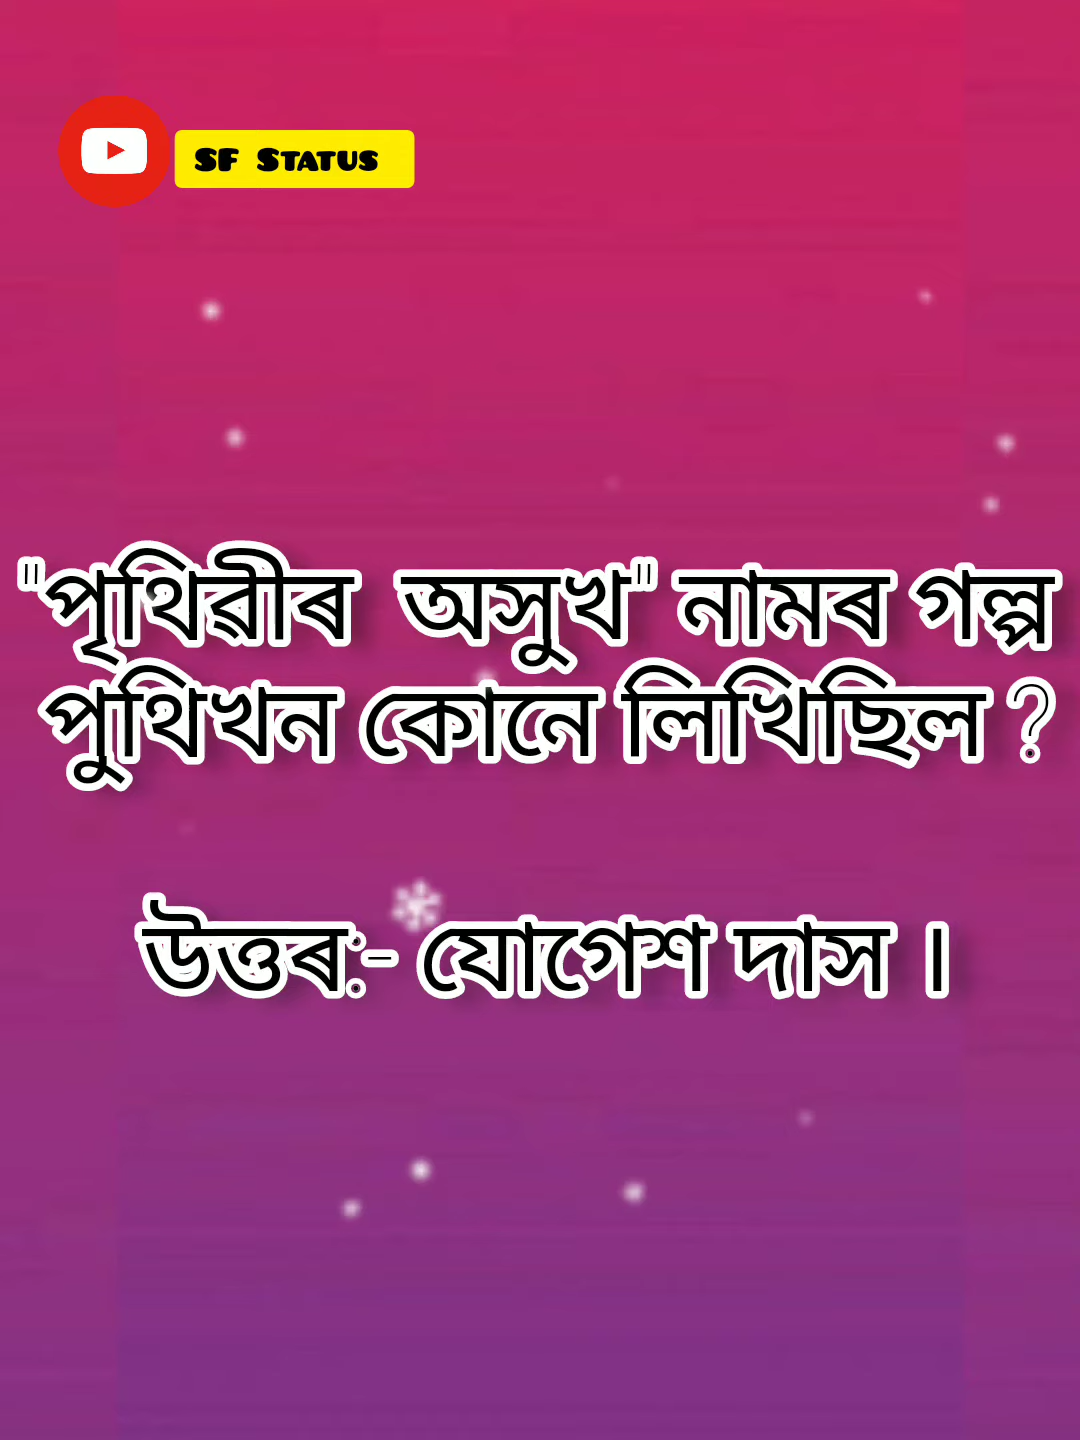 SF STATUS
"পৃথিৱীৰ অসুখ" নামৰ গল্প
পুথিখন কোনে লিখিছিল ?
উত্তৰ:- যোগেশ দাস ।